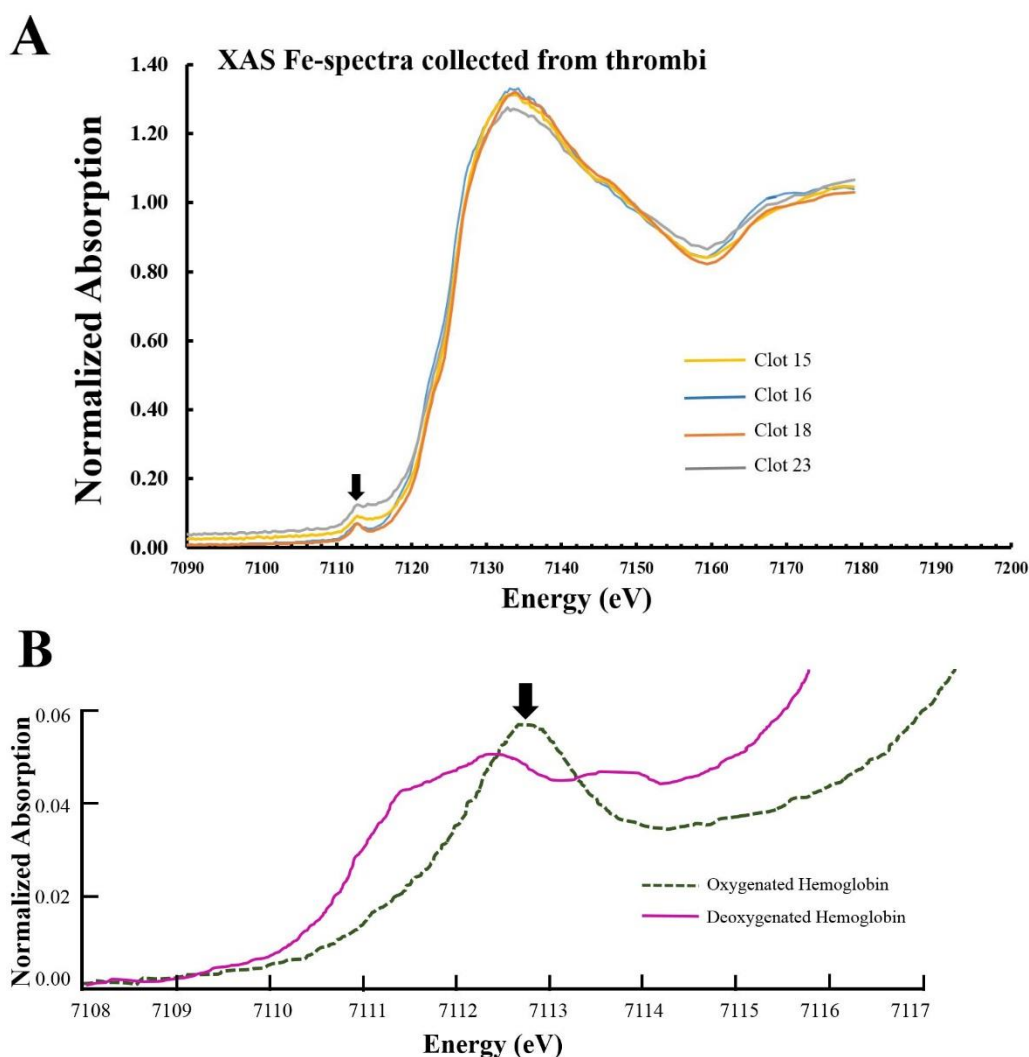 A
XAS Fe-spectra collected from thrombi
Normalized Absorption
1.40
1.20
1.00
0.80
0.60
0.40
0.20
0.00
Clot 15
Clot 16
Clot 18
Clot 23
7090 7100 7110 7120 7130 7140 7150 7160 7170 7180 7190 7200
Energy (eV)
B
Normalized Absorption
0.06
0.04
0.02
0.00
Oxygenated Hemoglobin
Deoxygenated Hemoglobin
7108 7109 7110 7111 7112 7113 7114 7115 7116 7117
Energy (eV)